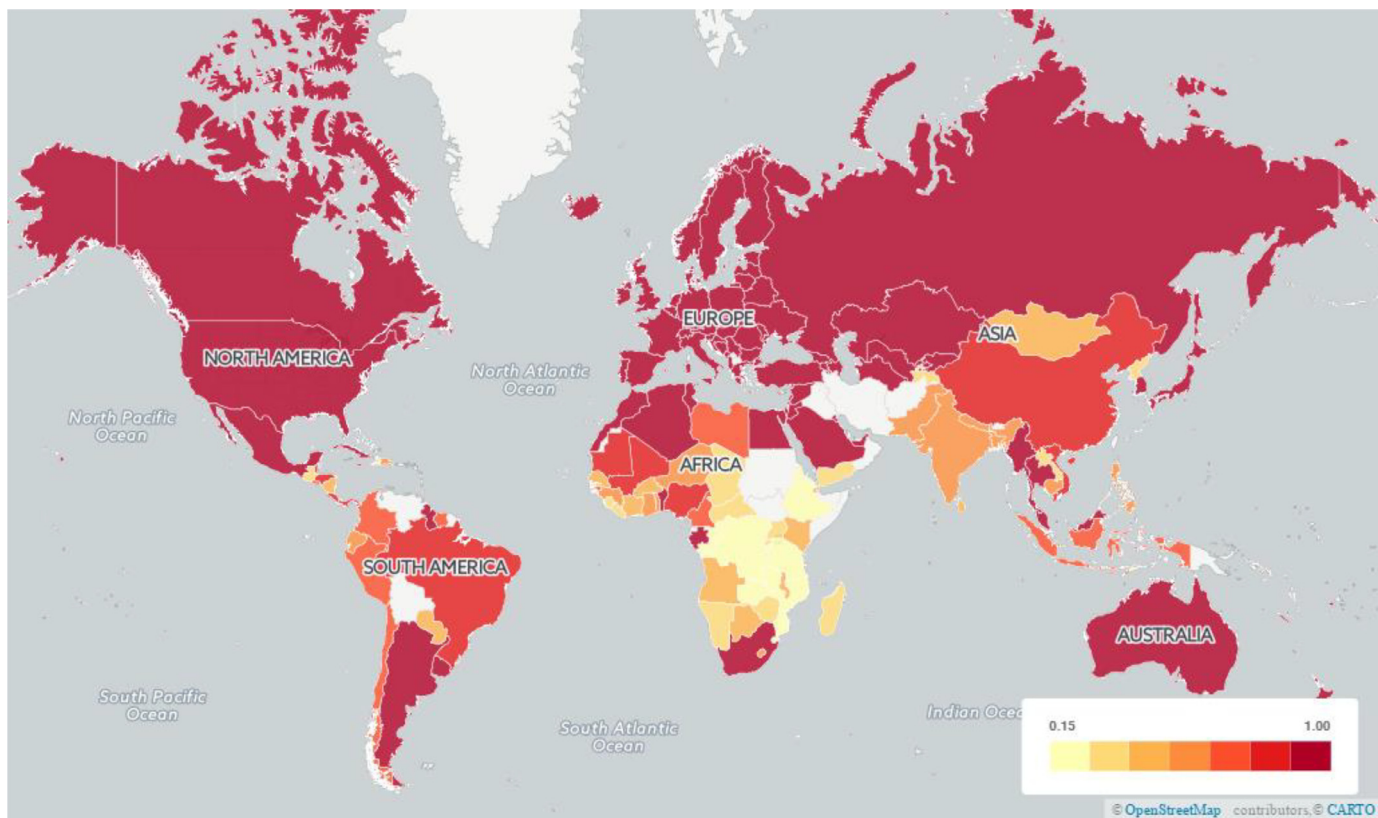 NORTH AMERICA
EUROPE
ASIA
North Atlantic
Ocean
North Pacific
Ocean
AFRICA
SOUTH AMERICA
AUSTRALIA
South Pacific
Ocean
South Atlantic
Ocean
Indian Ocea
0.15 1.00
© OpenStreetMap contributors,© CARTO